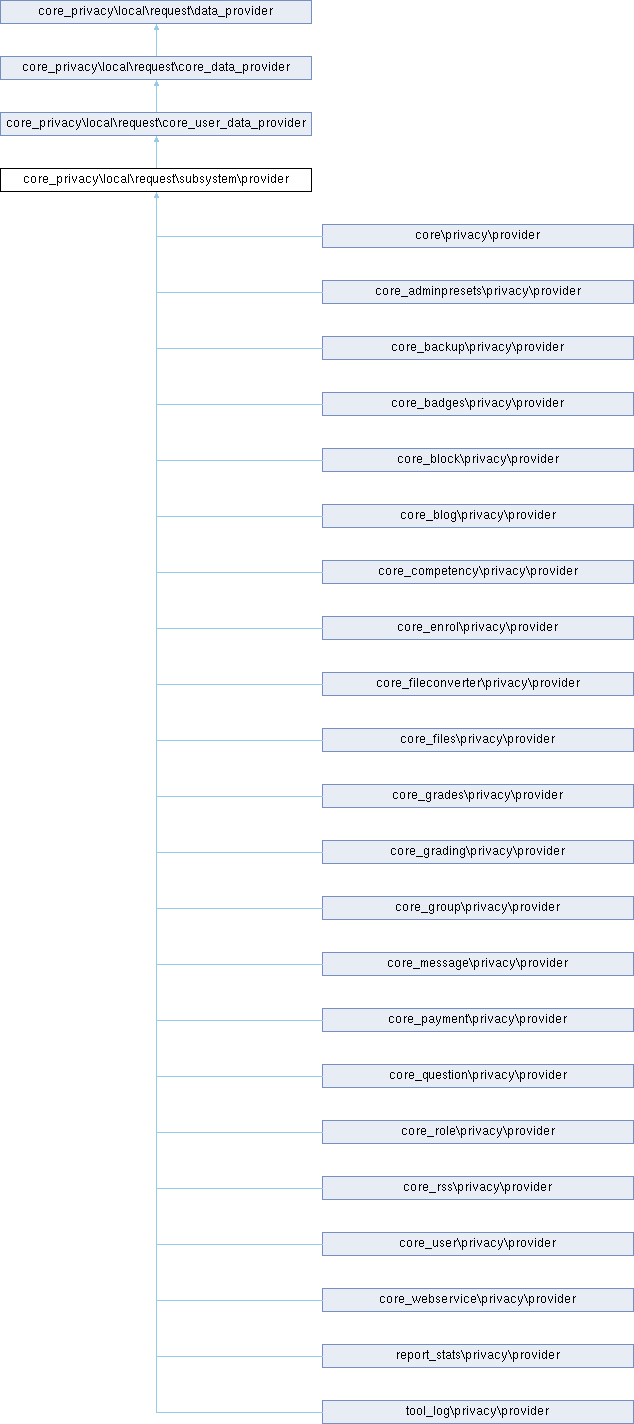 core_privacy\local\request\data_provider
core_privacy\local\request\core_data_provider
core_privacy\local\request\core_user_data_provider
core_privacy\local\request\subsystem\provider
core\privacy\provider
core_adminpresets\privacy\provider
core_backup\privacy\provider
core_badges\privacy\provider
core_block\privacy\provider
core_blog\privacy\provider
core_competency\privacy\provider
core_enrol\privacy\provider
core_fileconverter\privacy\provider
core_files\privacy\provider
core_grades\privacy\provider
core_grading\privacy\provider
core_group\privacy\provider
core_message\privacy\provider
core_payment\privacy\provider
core_question\privacy\provider
core_role\privacy\provider
core_rss\privacy\provider
core_user\privacy\provider
core_webservice\privacy\provider
report_stats\privacy\provider
tool_log\privacy\provider